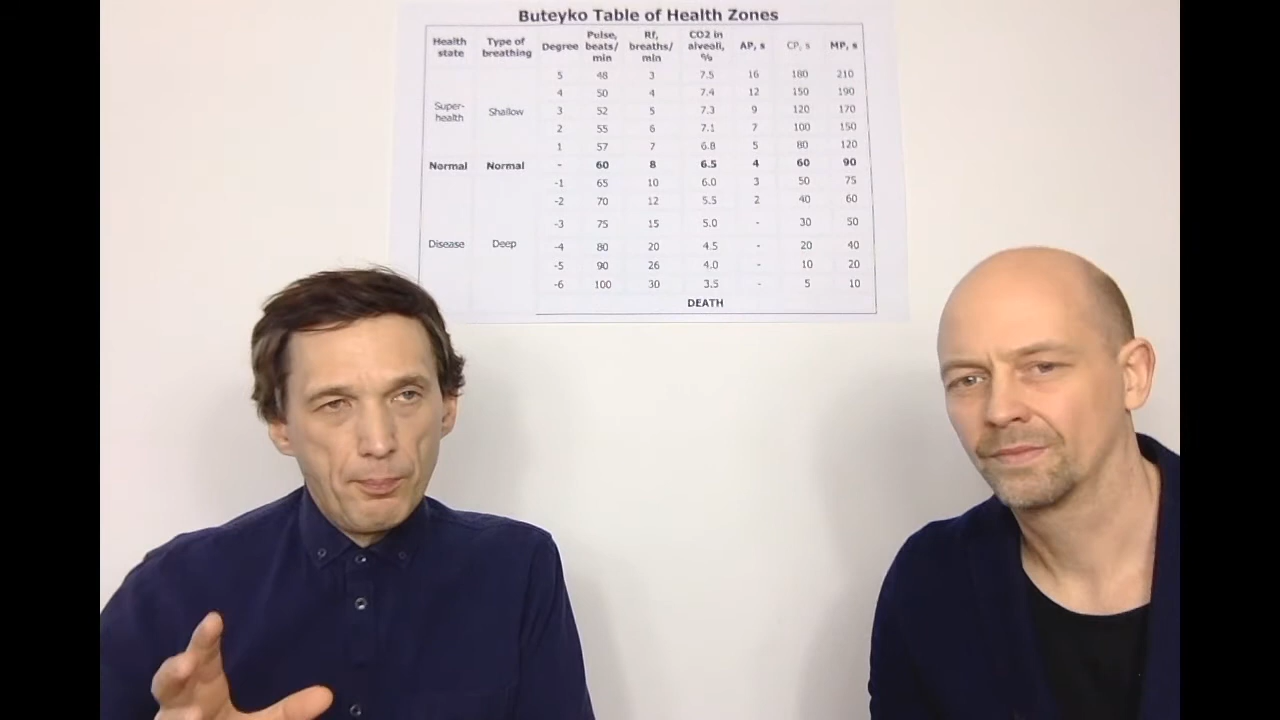 Buteyko Table of Health Zones
Health state Type of breathing Degree Pulse, beats/min Rf, breaths/min CO2 in alveoli, % AP, s CP, s MP, s
5 48 3 7.5 16 180 210
4 50 4 7.4 12 150 190
Super-health Shallow 3 52 5 7.3 9 120 170
2 55 6 7.1 7 100 150
1 57 7 6.8 5 80 120
Normal Normal - 60 8 6.5 4 60 90
-1 65 10 6.0 3 50 75
-2 70 12 5.5 2 40 60
-3 75 15 5.0 - 30 50
Disease Deep -4 80 20 4.5 - 20 40
-5 90 26 4.0 - 10 20
-6 100 30 3.5 - 5 10
DEATH